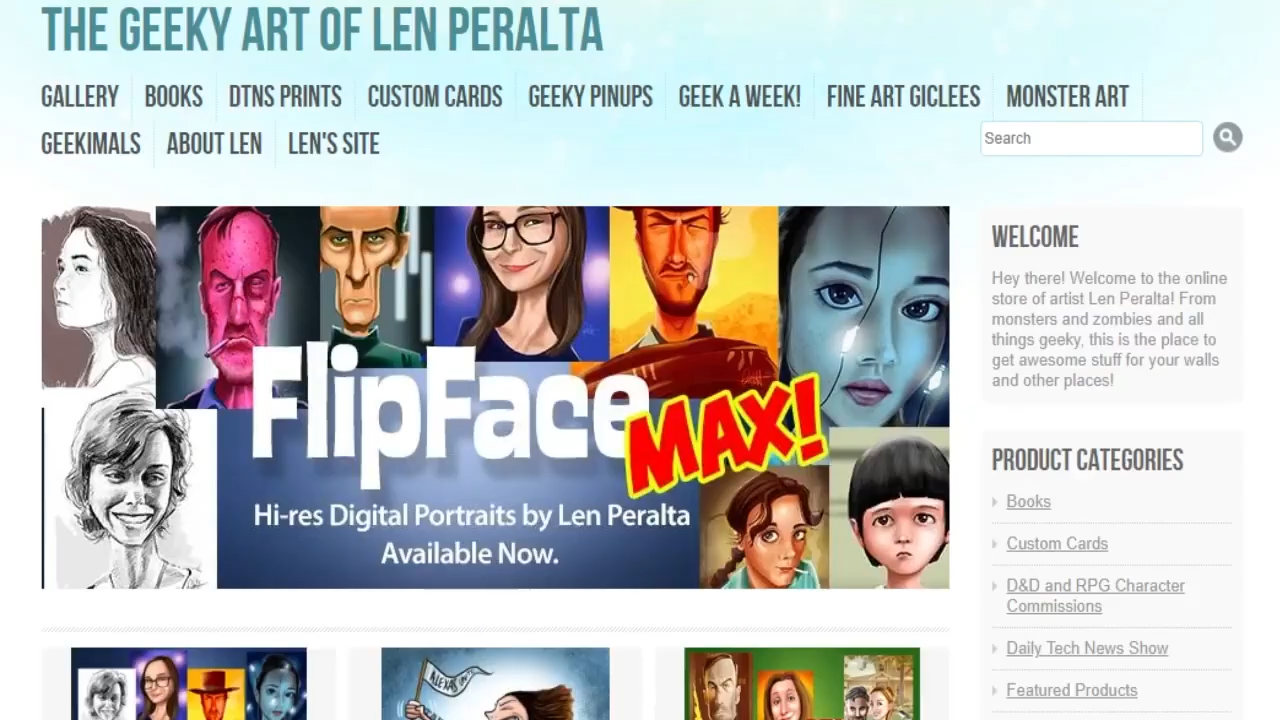 THE GEEKY ART OF LEN PERALTA
GALLERY BOOKS DTNS PRINTS CUSTOM CARDS GEEKY PINUPS GEEK A WEEK! FINE ART GICLEES MONSTER ART
GEEKIMALS ABOUT LEN LEN'S SITE
Search
FlipFace
MAX!
Hi-res Digital Portraits by Len Peralta
Available Now.
WELCOME
Hey there! Welcome to the online
store of artist Len Peralta! From
monsters and zombies and all
things geeky, this is the place to
get awesome stuff for your walls
and other places!
PRODUCT CATEGORIES
Books
Custom Cards
D&D and RPG Character
Commissions
Daily Tech News Show
Featured Products